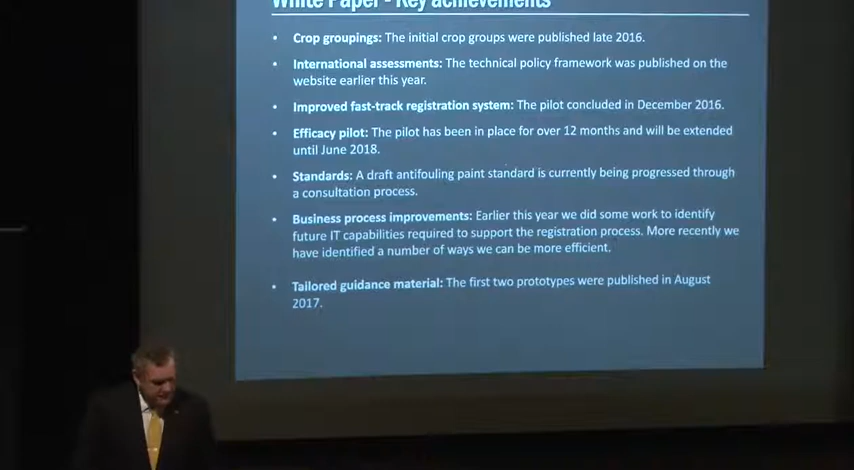 White Paper - Key achievements
• Crop groupings: The initial crop groups were published late 2016.
• International assessments: The technical policy framework was published on the
website earlier this year.
• Improved fast-track registration system: The pilot concluded in December 2016.
• Efficacy pilot: The pilot has been in place for over 12 months and will be extended
until June 2018.
• Standards: A draft antifouling paint standard is currently being progressed through
a consultation process.
• Business process improvements: Earlier this year we did some work to identify
future IT capabilities required to support the registration process. More recently we
have identified a number of ways we can be more efficient.
• Tailored guidance material: The first two prototypes were published in August
2017.